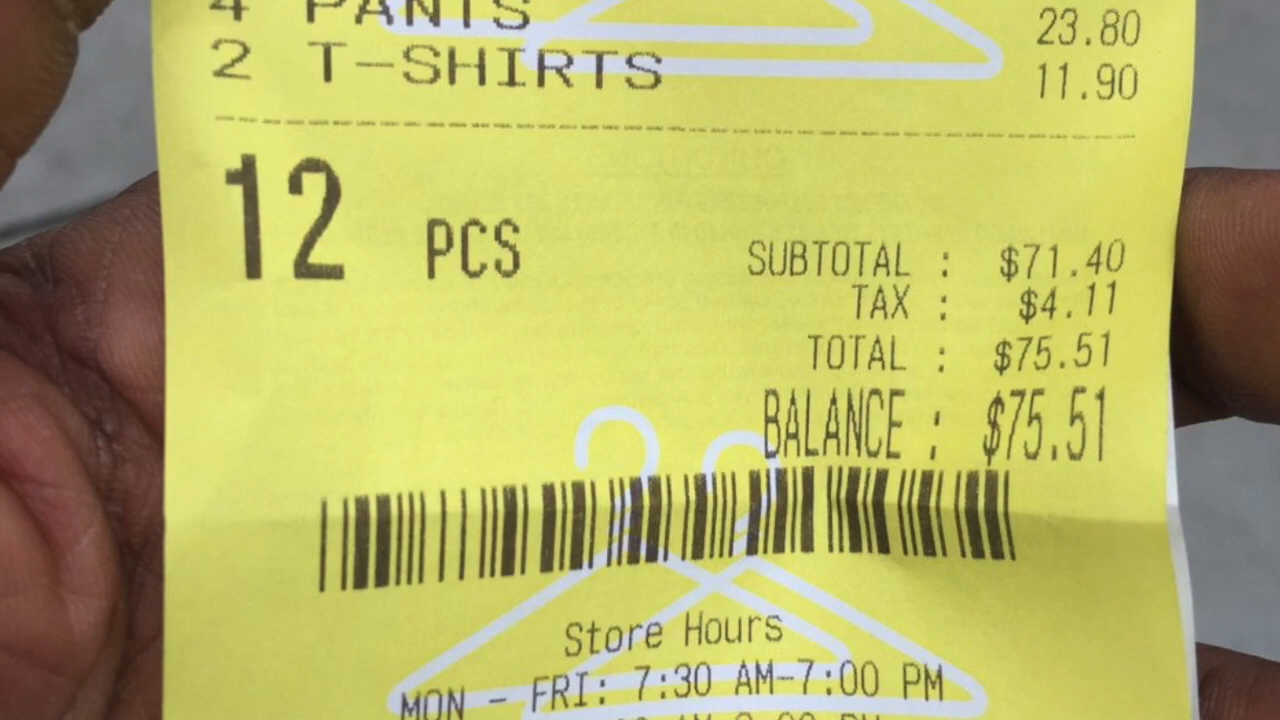 4 PANTS 23.80
2 T-SHIRTS 11.90
12 PCS
SUBTOTAL : $71.40
TAX : $4.11
TOTAL : $75.51
BALANCE : $75.51
Store Hours
MON - FRI: 7:30 AM-7:00 PM